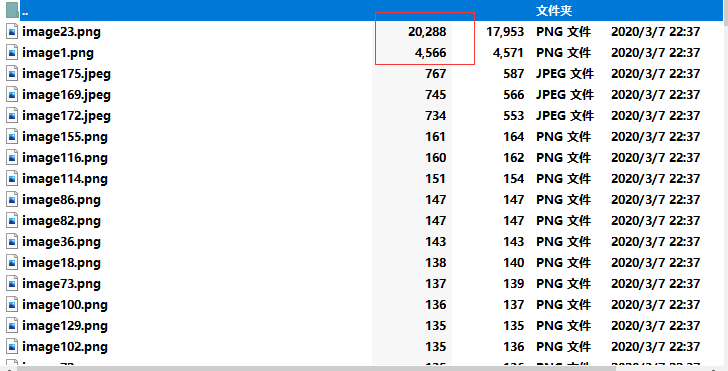 .. 文件夹
image23.png 20,288 17,953 PNG 文件 2020/3/7 22:37
image1.png 4,566 4,571 PNG 文件 2020/3/7 22:37
image175.jpeg 767 587 JPEG 文件 2020/3/7 22:37
image169.jpeg 745 566 JPEG 文件 2020/3/7 22:37
image172.jpeg 734 553 JPEG 文件 2020/3/7 22:37
image155.png 161 164 PNG 文件 2020/3/7 22:37
image116.png 160 162 PNG 文件 2020/3/7 22:37
image114.png 151 154 PNG 文件 2020/3/7 22:37
image86.png 147 147 PNG 文件 2020/3/7 22:37
image82.png 147 147 PNG 文件 2020/3/7 22:37
image36.png 143 143 PNG 文件 2020/3/7 22:37
image18.png 138 140 PNG 文件 2020/3/7 22:37
image73.png 137 139 PNG 文件 2020/3/7 22:37
image100.png 136 137 PNG 文件 2020/3/7 22:37
image129.png 135 135 PNG 文件 2020/3/7 22:37
image102.png 135 136 PNG 文件 2020/3/7 22:37